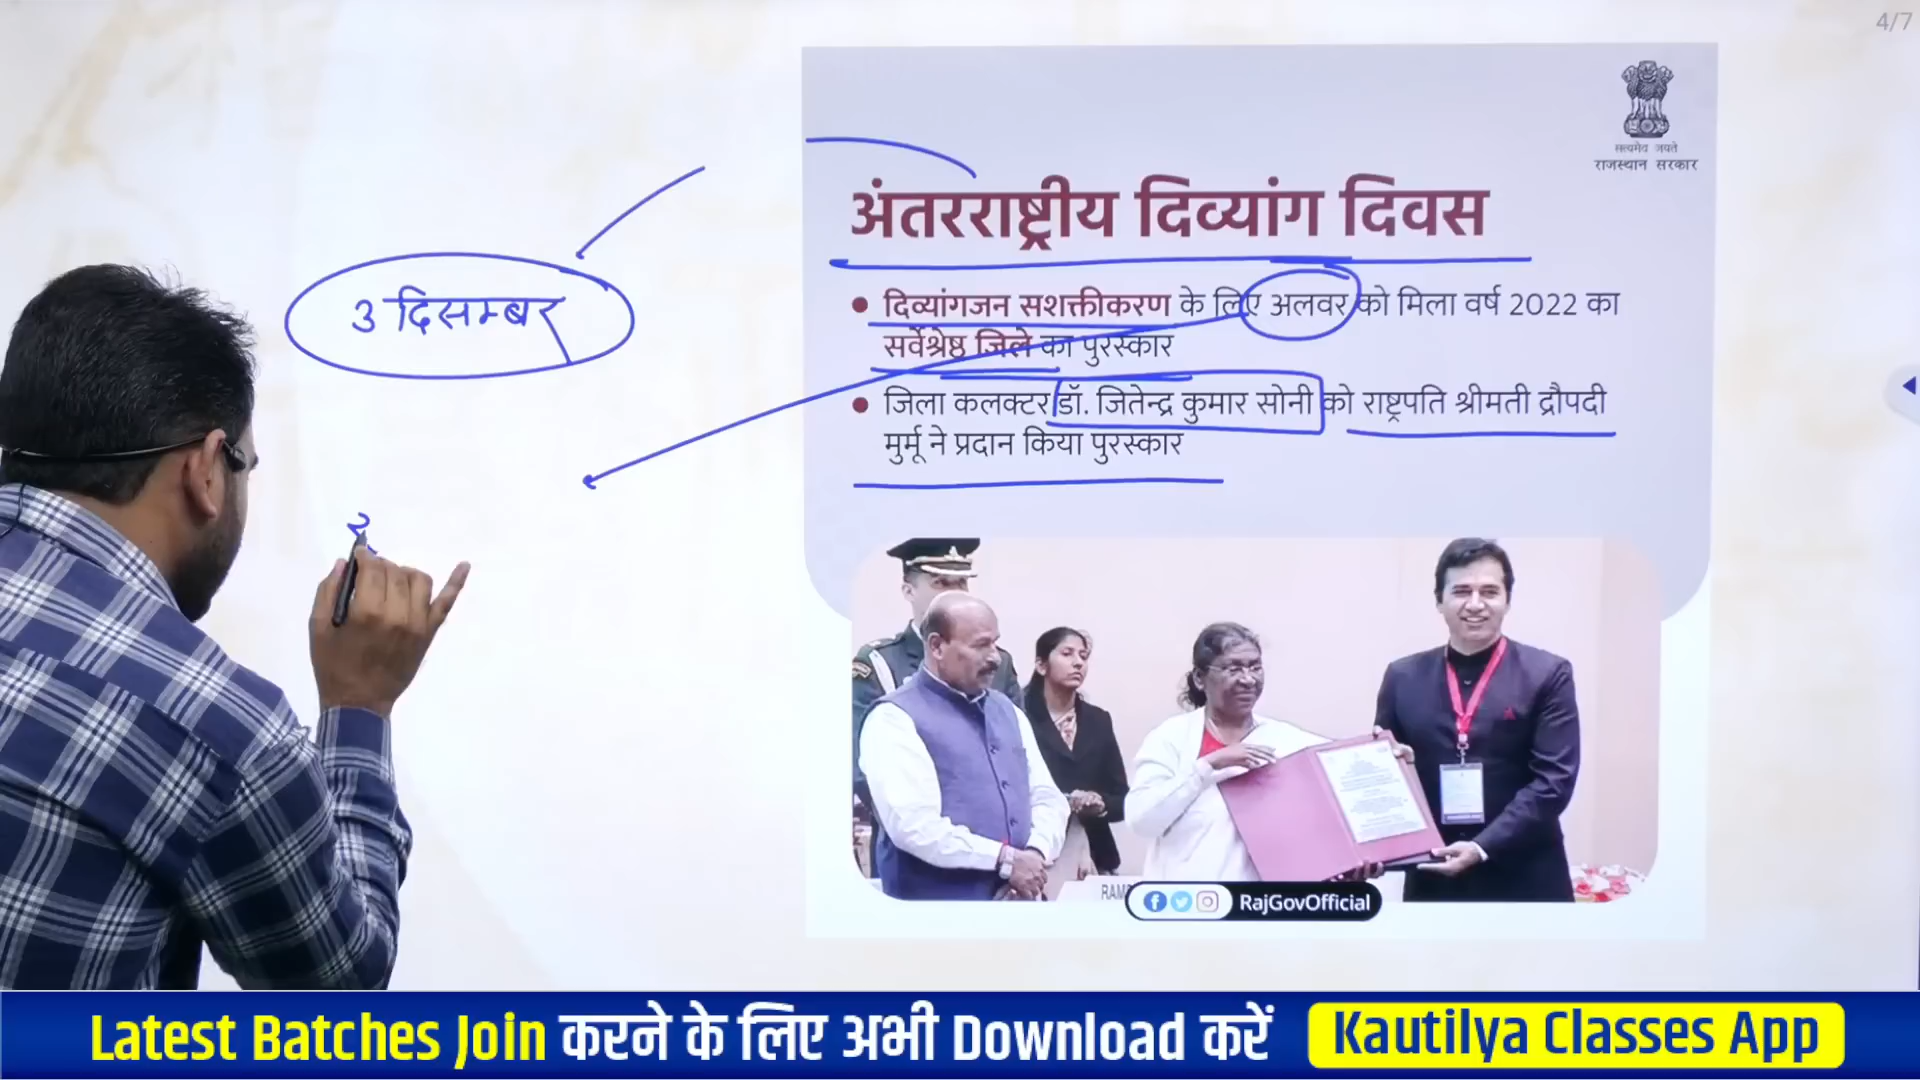 4/7
सत्यमेव जयते
राजस्थान सरकार
अंतरराष्ट्रीय दिव्यांग दिवस
3 दिसम्बर
• दिव्यांगजन सशक्तीकरण के लिए अलवर को मिला वर्ष 2022 का
सर्वश्रेष्ठ जिले का पुरस्कार
• जिला कलक्टर डॉ. जितेन्द्र कुमार सोनी को राष्ट्रपति श्रीमती द्रौपदी
मुर्मू ने प्रदान किया पुरस्कार
RajGovOfficial
Latest Batches Join करने के लिए अभी Download करें Kautilya Classes App